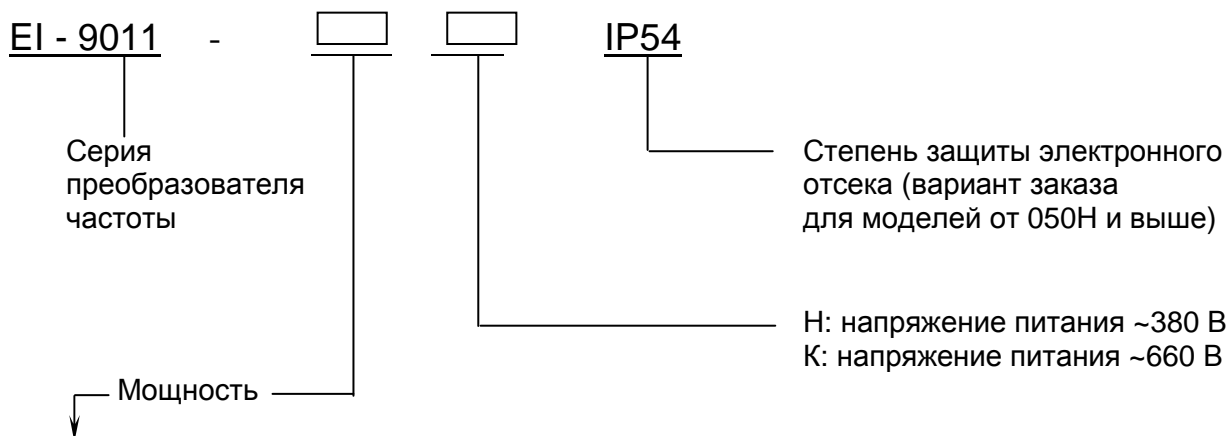 EI - 9011 - IP54
Серия
преобразователя
частоты
Степень защиты электронного
отсека (вариант заказа
для моделей от 050Н и выше)
Н: напряжение питания ~380 В
К: напряжение питания ~660 В
Мощность